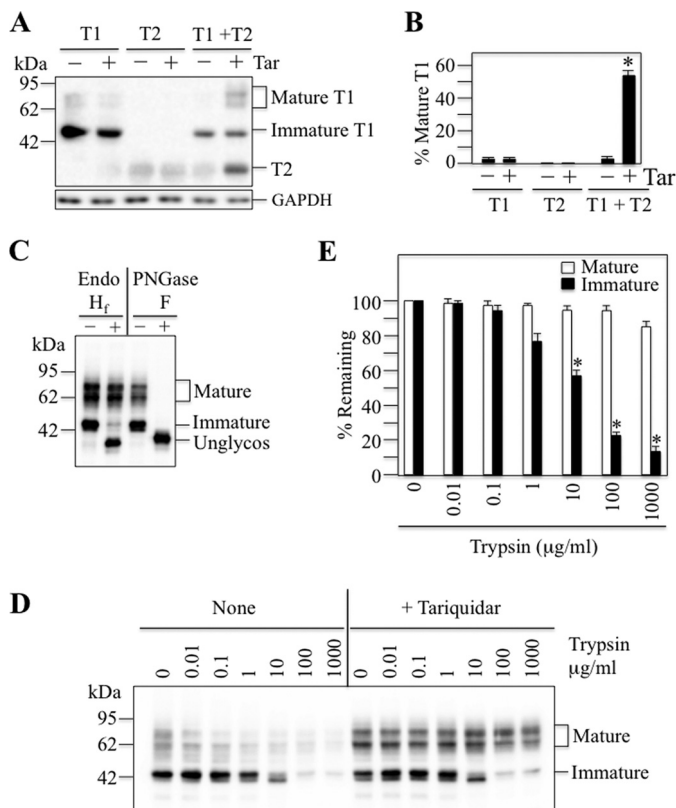 A
T1 T2 T1 +T2
kDa − + − + − + Tar
95
62
42
Mature T1
Immature T1
T2
GAPDH
B
% Mature T1
60
40
20
0
− + − + − + Tar
T1 T2 T1 + T2
C
Endo PNGase
Hf F
− + − +
kDa
95
62
42
Mature
Immature
Unglycos
E
Mature
Immature
% Remaining
100
80
60
40
20
0
* * *
0 0.01 0.1 1 10 100 1000
Trypsin (μg/ml)
D
None + Tariquidar
0 0.01 0.1 1 10 100 1000 0 0.01 0.1 1 10 100 1000
Trypsin
μg/ml
kDa
95
62
42
Mature
Immature